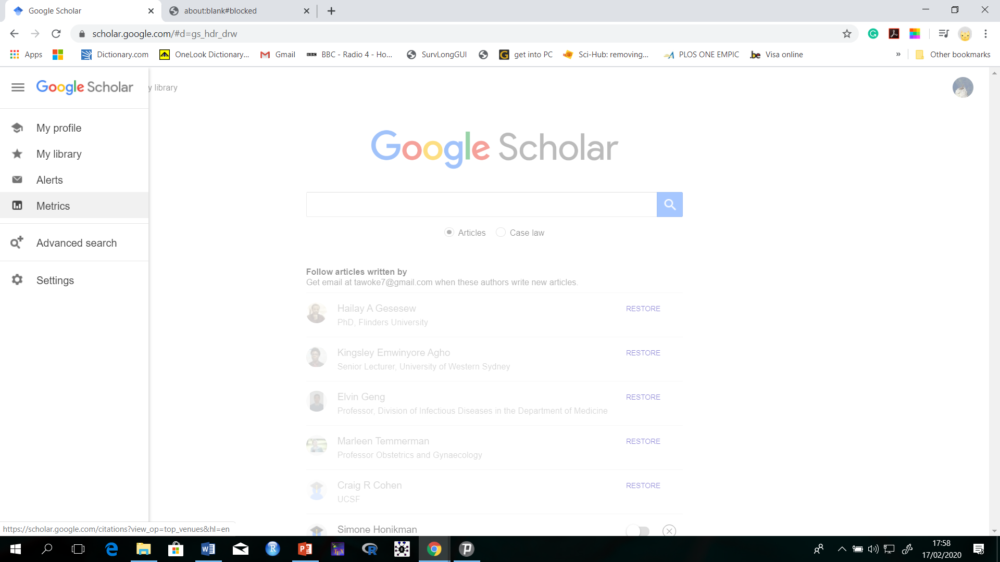 Google Scholar
about:blank#blocked
scholar.google.com/#d=gs_hdr_drw
Apps
Dictionary.com
OneLook Dictionary...
Gmail
BBC - Radio 4 - Ho...
SurvLongGUI
get into PC
Sci-Hub: removing...
PLOS ONE EMPIC
Visa online
»
Other bookmarks
Google Scholar
y library
My profile
My library
Alerts
Metrics
Advanced search
Settings
Google Scholar
Articles
Case law
Follow articles written by
Get email at tawoke7@gmail.com when these authors write new articles.
Hailay A Gesesew
RESTORE
PhD, Flinders University
Kingsley Emwinyore Agho
RESTORE
Senior Lecturer, University of Western Sydney
Elvin Geng
RESTORE
Professor, Division of Infectious Diseases in the Department of Medicine
Marleen Temmerman
RESTORE
Professor Obstetrics and Gynaecology
Craig R Cohen
RESTORE
UCSF
Simone Honikman
https://scholar.google.com/citations?view_op=top_venues&hl=en
17:58
17/02/2020